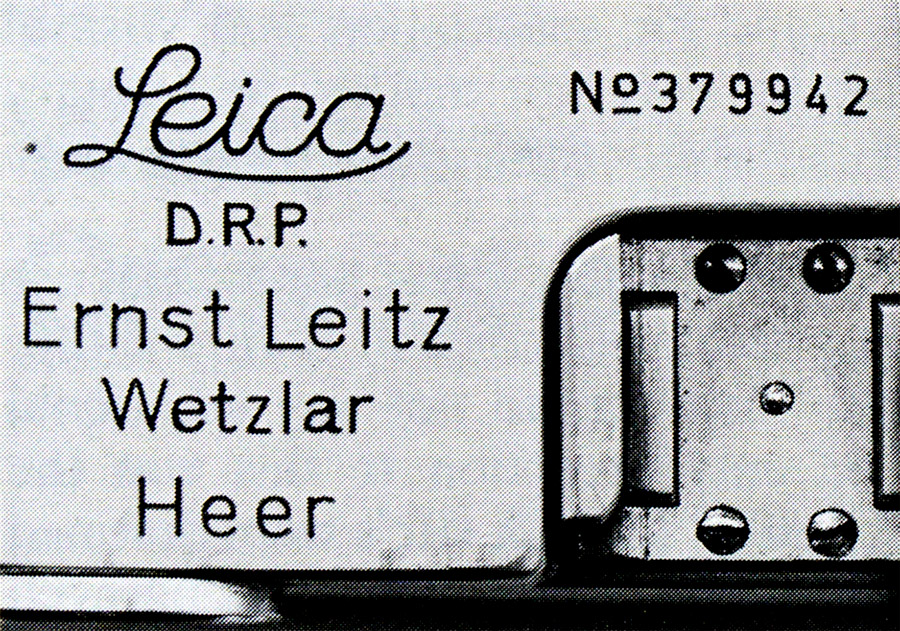 Leica
№379942
D.R.P.
Ernst Leitz
Wetzlar
Heer